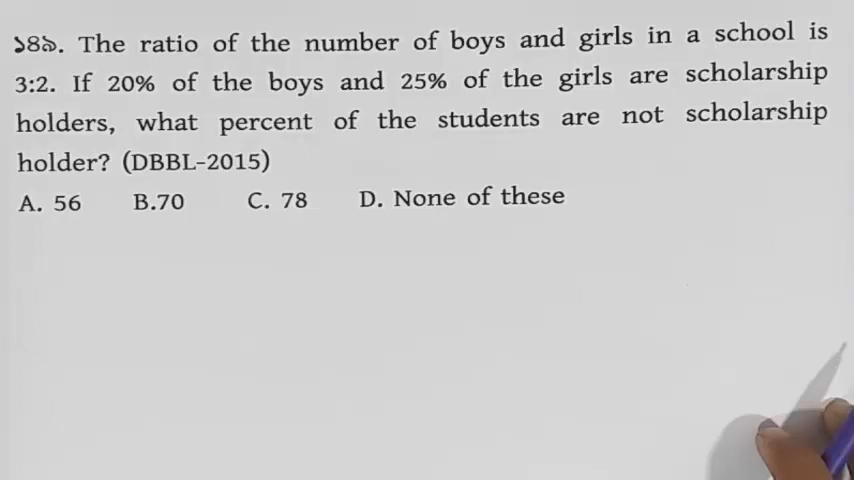 ১৪৯. The ratio of the number of boys and girls in a school is
3:2. If 20% of the boys and 25% of the girls are scholarship
holders, what percent of the students are not scholarship
holder? (DBBL-2015)
A. 56 B.70 C. 78 D. None of these